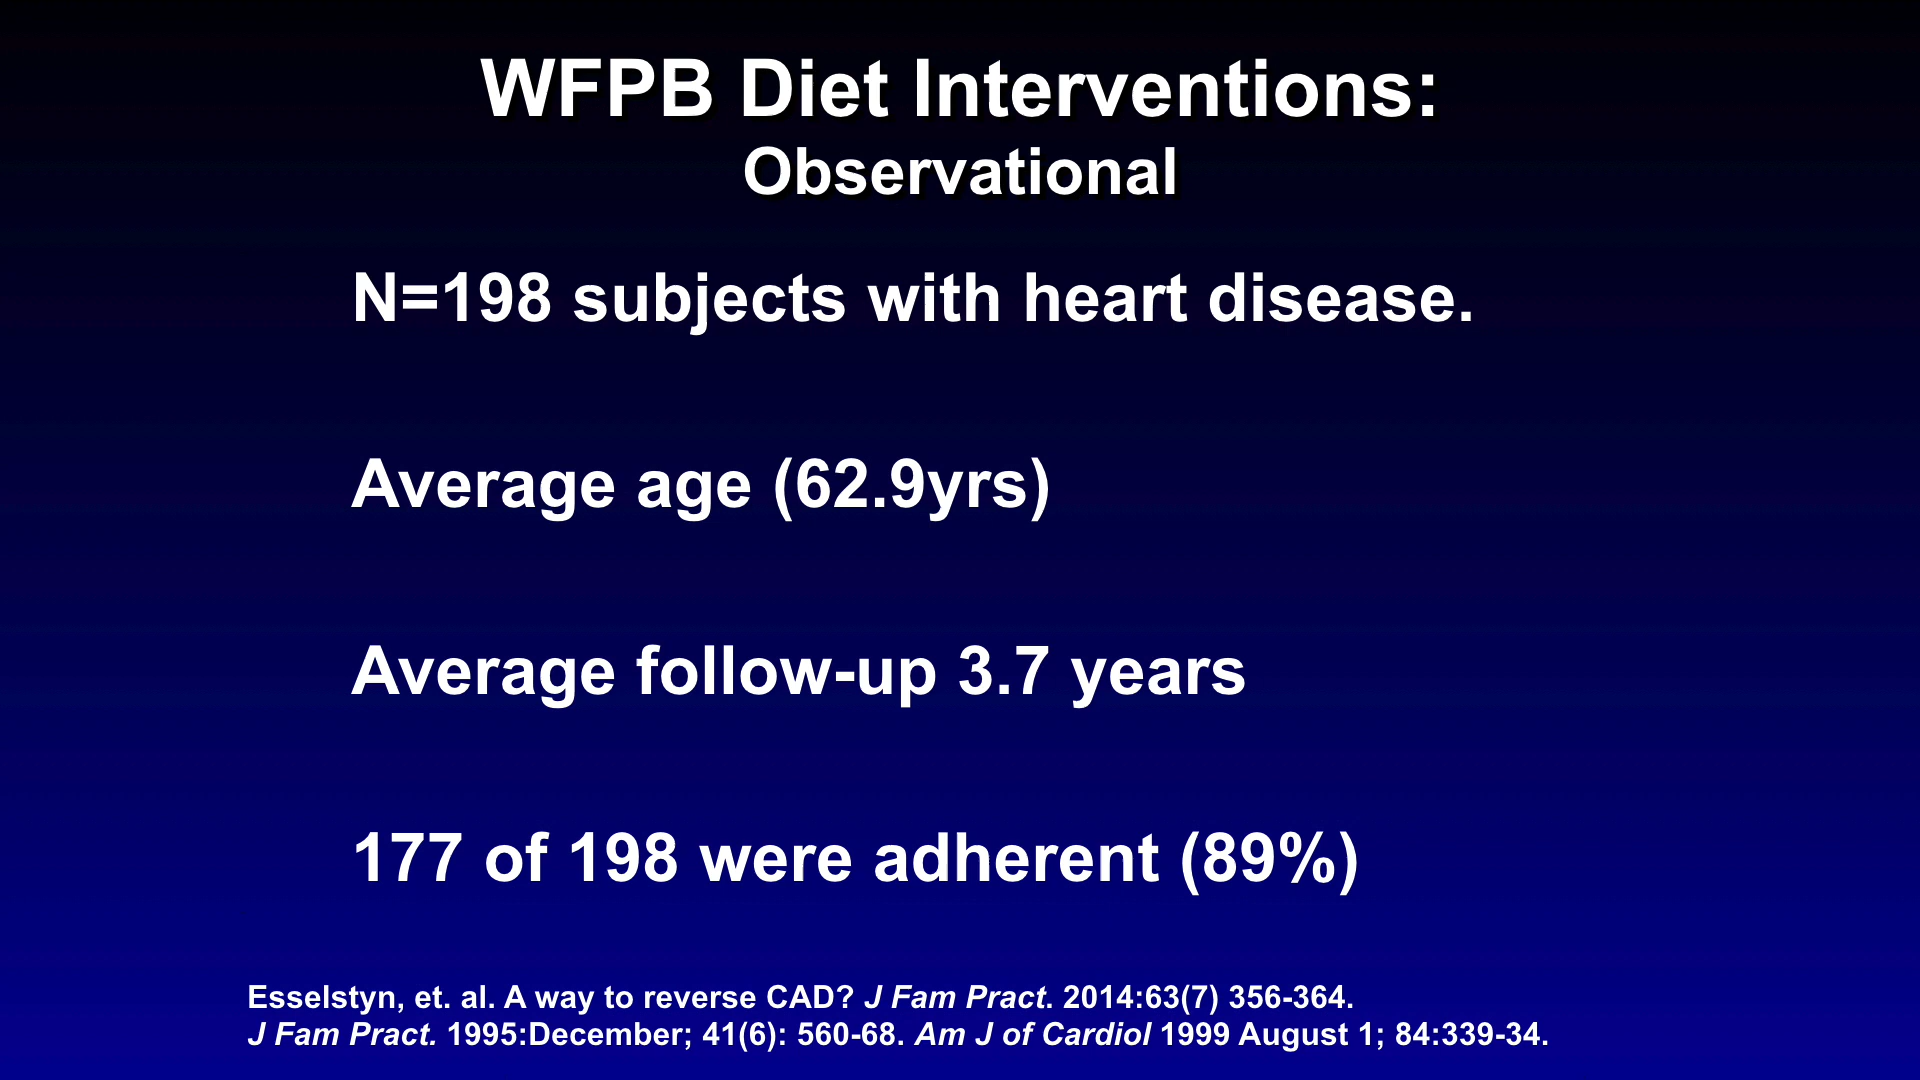 WFPB Diet Interventions:
Observational
N=198 subjects with heart disease.
Average age (62.9yrs)
Average follow-up 3.7 years
177 of 198 were adherent (89%)
Esselstyn, et. al. A way to reverse CAD? J Fam Pract. 2014:63(7) 356-364.
J Fam Pract. 1995:December; 41(6): 560-68. Am J of Cardiol 1999 August 1; 84:339-34.